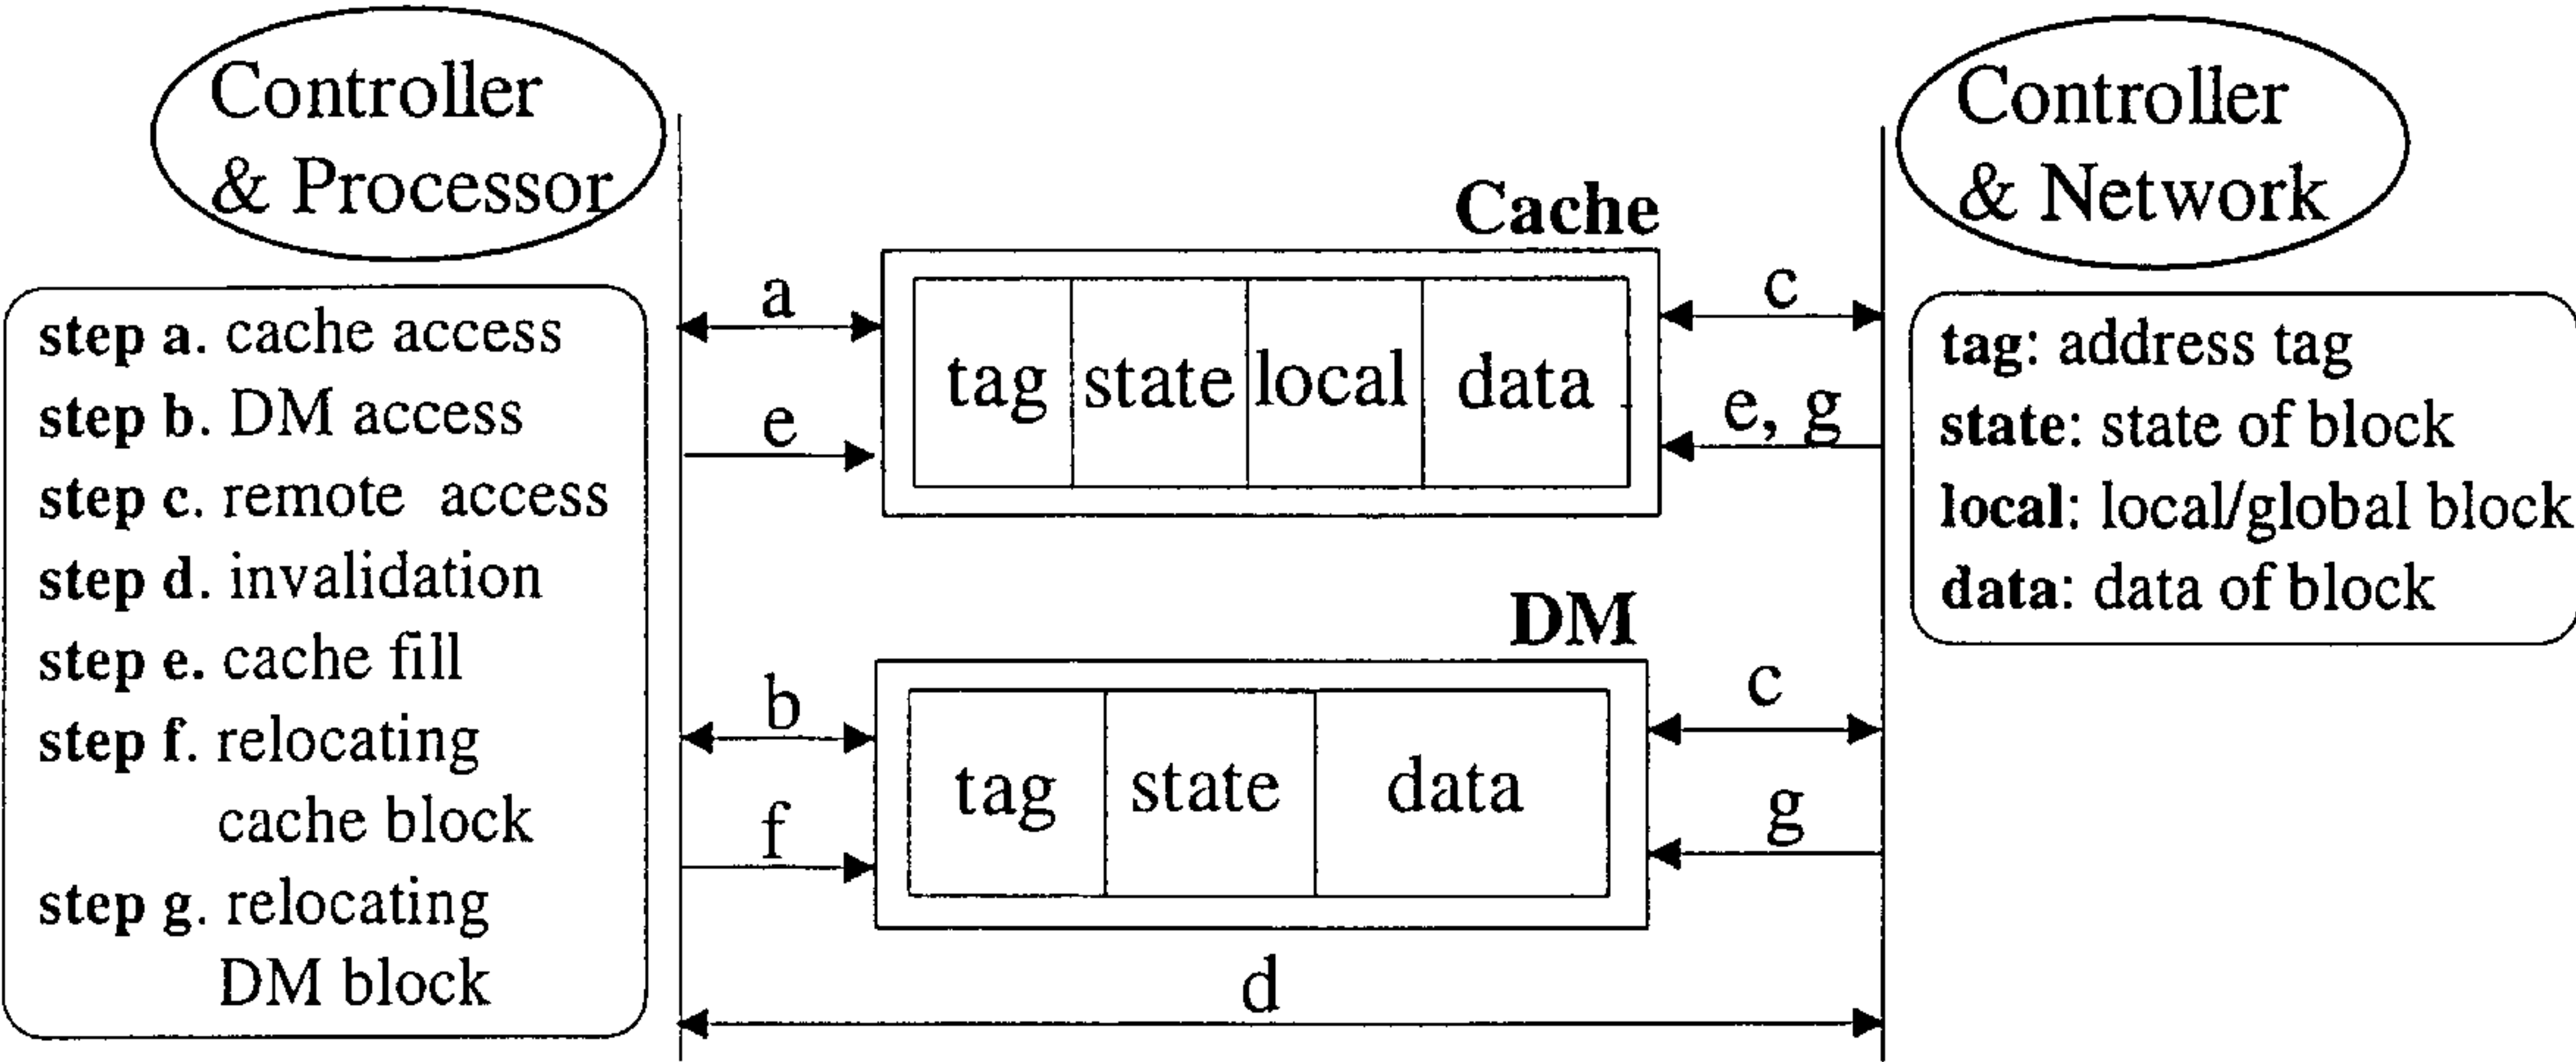 Controller
& Processor
step a. cache access
step b. DM access
step c. remote access
step d. invalidation
step e. cache fill
step f. relocating
cache block
step g. relocating
DM block
Cache
a
e
tag state local data
c
e, g
DM
b
f
tag state data
c
g
d
Controller
& Network
tag: address tag
state: state of block
local: local/global block
data: data of block